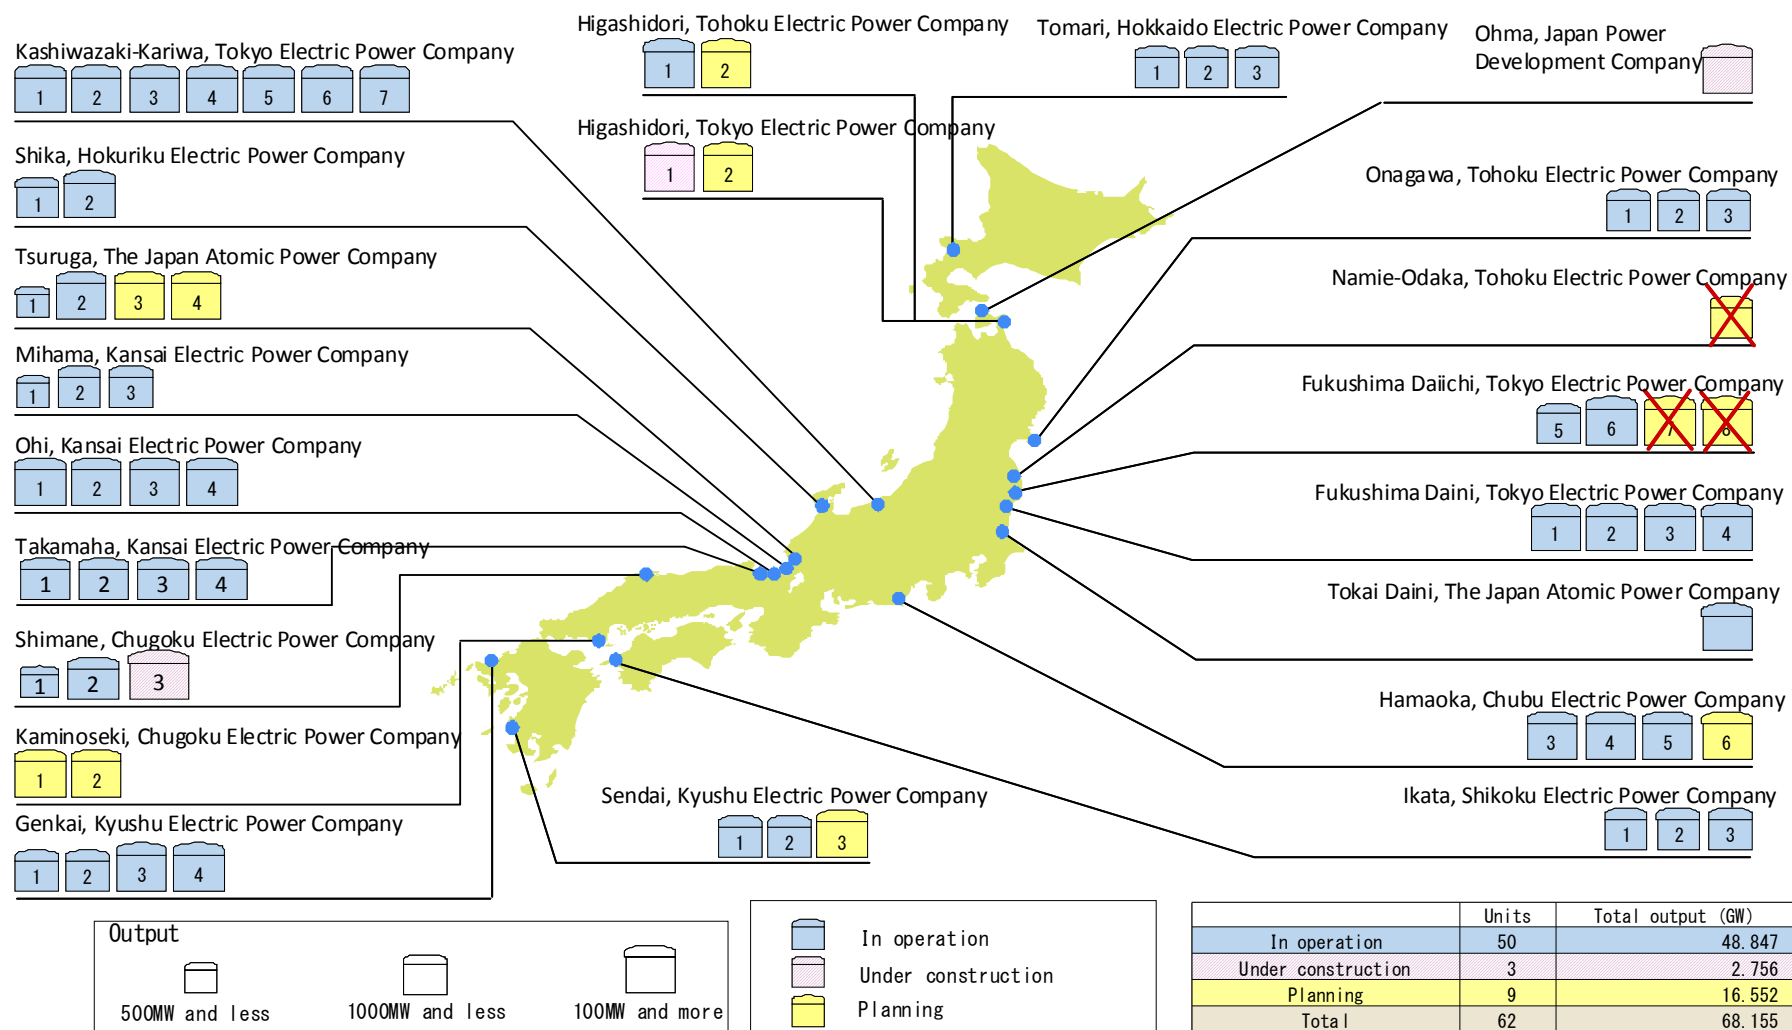 Kashiwazaki-Kariwa, Tokyo Electric Power Company
1 2 3 4 5 6 7
Shika, Hokuriku Electric Power Company
1 2
Tsuruga, The Japan Atomic Power Company
1 2 3 4
Mihama, Kansai Electric Power Company
1 2 3
Ohi, Kansai Electric Power Company
1 2 3 4
Takamaha, Kansai Electric Power Company
1 2 3 4
Shimane, Chugoku Electric Power Company
1 2 3
Kaminoseki, Chugoku Electric Power Company
1 2
Genkai, Kyushu Electric Power Company
1 2 3 4
Higashidori, Tohoku Electric Power Company
1 2
Higashidori, Tokyo Electric Power Company
1 2
Tomari, Hokkaido Electric Power Company
1 2 3
Ohma, Japan Power
Development Company
Onagawa, Tohoku Electric Power Company
1 2 3
Namie-Odaka, Tohoku Electric Power Company
Fukushima Daiichi, Tokyo Electric Power Company
5 6 7 8
Fukushima Daini, Tokyo Electric Power Company
1 2 3 4
Tokai Daini, The Japan Atomic Power Company
Hamaoka, Chubu Electric Power Company
3 4 5 6
Ikata, Shikoku Electric Power Company
1 2 3
Sendai, Kyushu Electric Power Company
1 2 3
Output
500MW and less 1000MW and less 100MW and more
In operation
Under construction
Planning
Units Total output (GW)
In operation 50 48.847
Under construction 3 2.756
Planning 9 16.552
Total 62 68.155